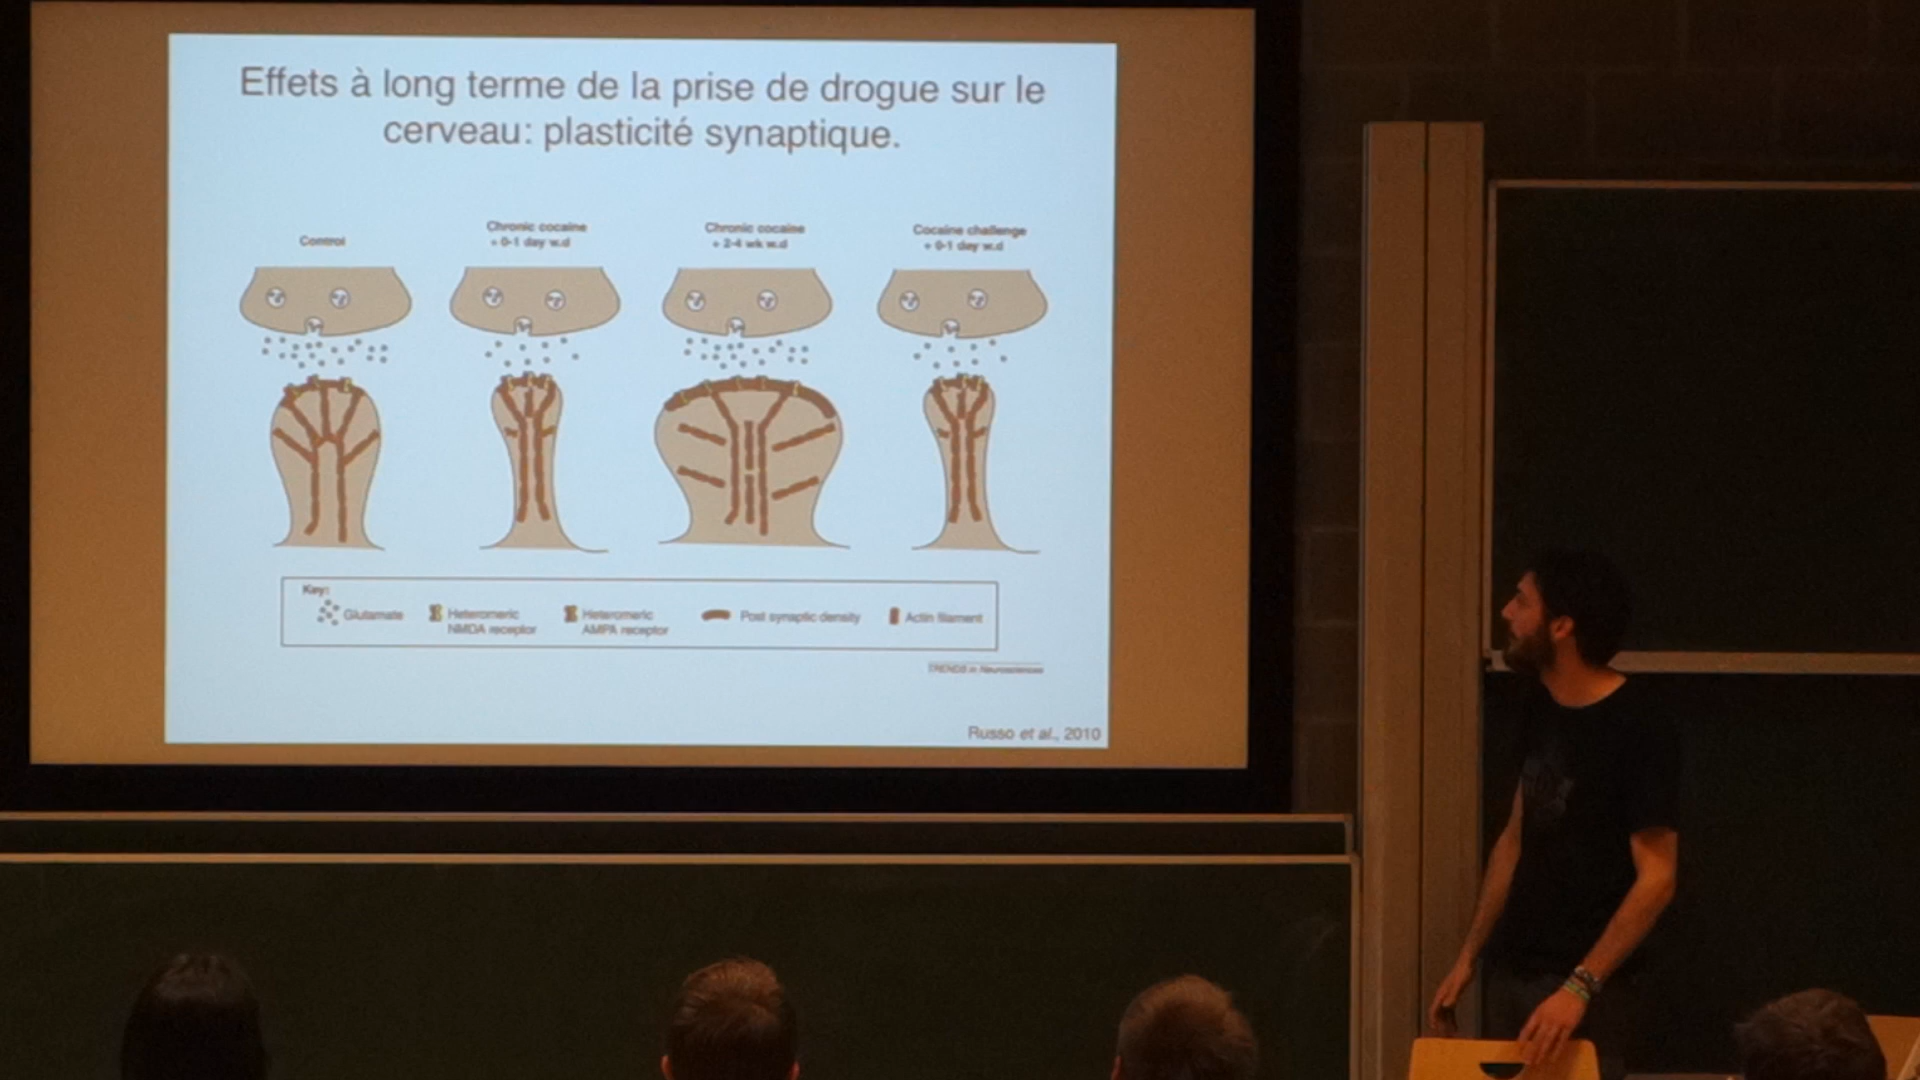 Effets à long terme de la prise de drogue sur le
cerveau: plasticité synaptique.
Control
Chronic cocaine
+ 0-1 day w.d
Chronic cocaine
+ 2-4 wk w.d
Cocaine challenge
+ 0-1 day w.d
Key:
Glutamate
Heteromeric
NMDA receptor
Heteromeric
AMPA receptor
Post synaptic density
Actin filament
TRENDS in Neurosciences
Russo et al., 2010